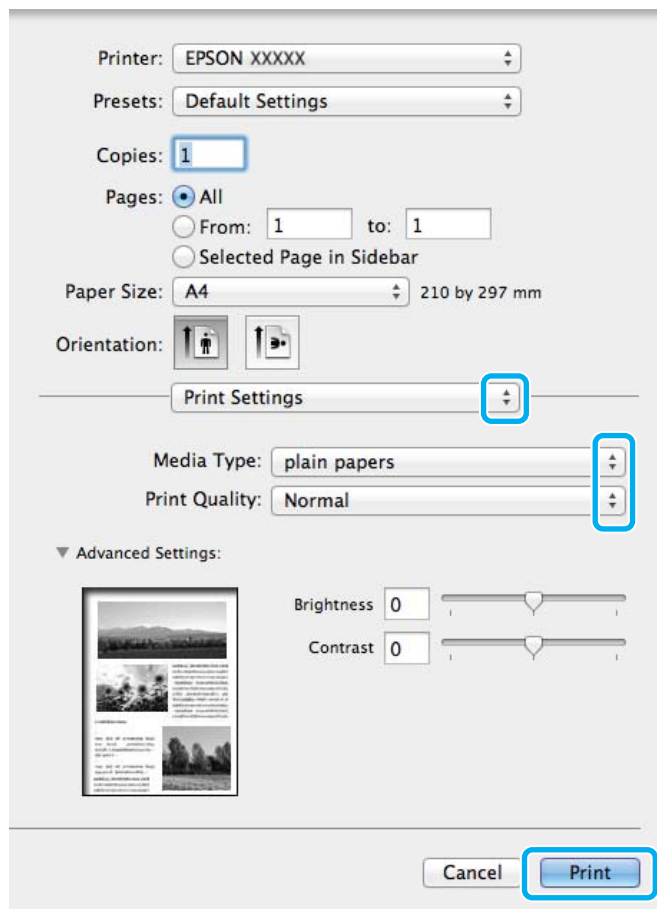 Printer: EPSON XXXXX
Presets: Default Settings
Copies: 1
Pages: All
From: 1 to: 1
Selected Page in Sidebar
Paper Size: A4 210 by 297 mm
Orientation:
Print Settings
Media Type: plain papers
Print Quality: Normal
Advanced Settings:
Brightness 0
Contrast 0
Cancel Print